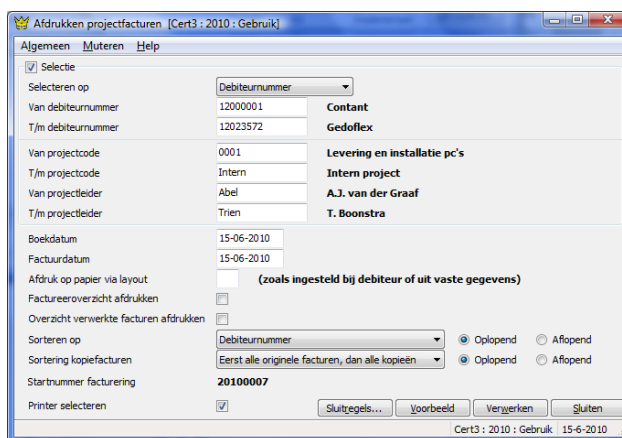 Afdrukken projectfacturen [Cert3 : 2010 : Gebruik]
Algemeen Muteren Help
Selectie
Selecteren op Debiteurnummer
Van debiteurnummer 12000001 Contant
T/m debiteurnummer 12023572 Gedoflex
Van projectcode 0001 Levering en installatie pc's
T/m projectcode Intern Intern project
Van projectleider Abel A.J. van der Graaf
T/m projectleider Trien T. Boonstra
Boekdatum 15-06-2010
Factuurdatum 15-06-2010
Afdruk op papier via layout (zoals ingesteld bij debiteur of uit vaste gegevens)
Factureeroverzicht afdrukken
Overzicht verwerkte facturen afdrukken
Sorteren op Debiteurnummer Oplopend Aflopend
Sortering kopiefacturen Eerst alle originele facturen, dan alle kopieën Oplopend Aflopend
Startnummer facturering 20100007
Printer selecteren Sluitregels... Voorbeeld Verwerken Sluiten
Cert3 : 2010 : Gebruik 15-6-2010